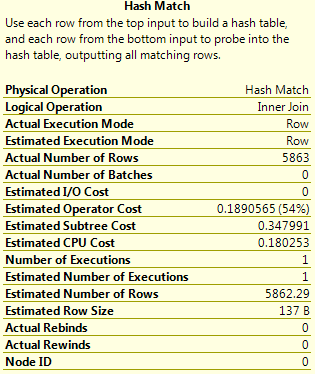 Hash Match
Use each row from the top input to build a hash table,
and each row from the bottom input to probe into the
hash table, outputting all matching rows.
Physical Operation Hash Match
Logical Operation Inner Join
Actual Execution Mode Row
Estimated Execution Mode Row
Actual Number of Rows 5863
Actual Number of Batches 0
Estimated I/O Cost 0
Estimated Operator Cost 0.1890565 (54%)
Estimated Subtree Cost 0.347991
Estimated CPU Cost 0.180253
Number of Executions 1
Estimated Number of Executions 1
Estimated Number of Rows 5862.29
Estimated Row Size 137 B
Actual Rebinds 0
Actual Rewinds 0
Node ID 0